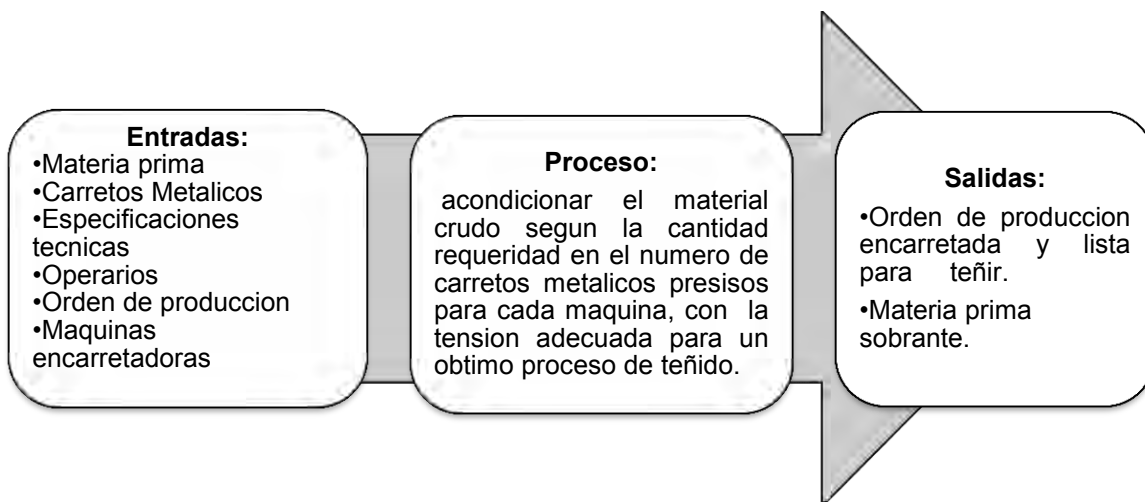 Entradas:
•Materia prima
•Carretos Metalicos
•Especificaciones
tecnicas
•Operarios
•Orden de produccion
•Maquinas
encarretadoras
Proceso:
acondicionar el material
crudo segun la cantidad
requeridad en el numero de
carretos metalicos presisos
para cada maquina, con la
tension adecuada para un
obtimo proceso de teñido.
Salidas:
•Orden de produccion
encarretada y lista
para teñir.
•Materia prima
sobrante.